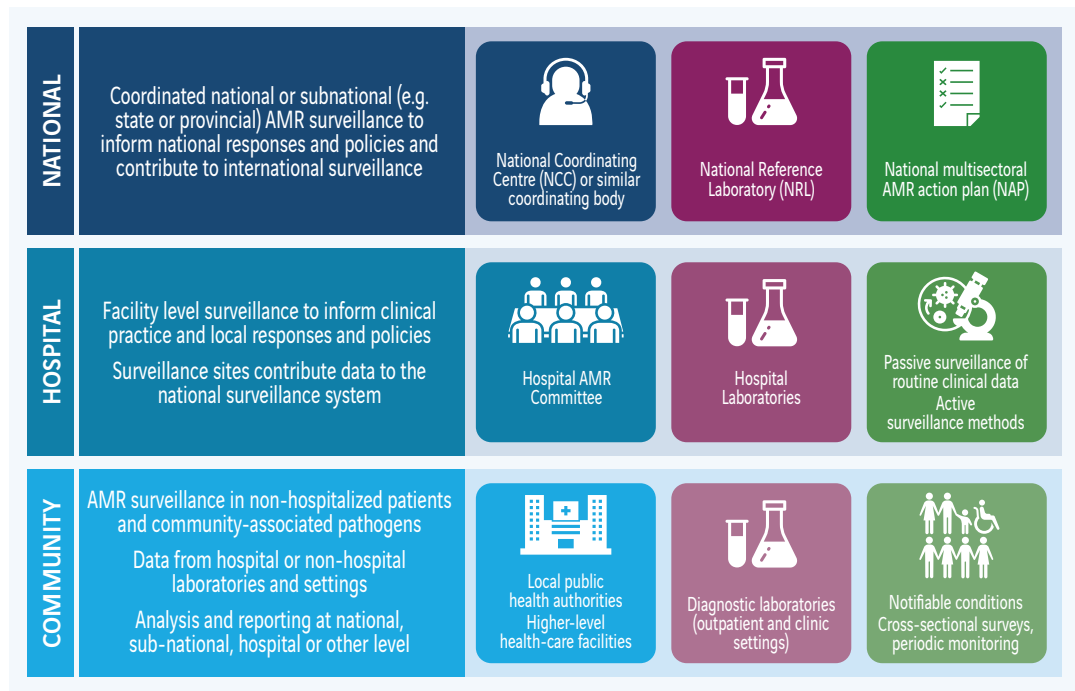 NATIONAL
Coordinated national or subnational (e.g.
state or provincial) AMR surveillance to
inform national responses and policies and
contribute to international surveillance
National Coordinating
Centre (NCC) or similar
coordinating body
National Reference
Laboratory (NRL)
National multisectoral
AMR action plan (NAP)
HOSPITAL
Facility level surveillance to inform clinical
practice and local responses and policies
Surveillance sites contribute data to the
national surveillance system
Hospital AMR
Committee
Hospital
Laboratories
Passive surveillance of
routine clinical data
Active
surveillance methods
COMMUNITY
AMR surveillance in non-hospitalized patients
and community-associated pathogens
Data from hospital or non-hospital
laboratories and settings
Analysis and reporting at national,
sub-national, hospital or other level
Local public
health authorities
Higher-level
health-care facilities
Diagnostic laboratories
(outpatient and clinic
settings)
Notifiable conditions
Cross-sectional surveys,
periodic monitoring